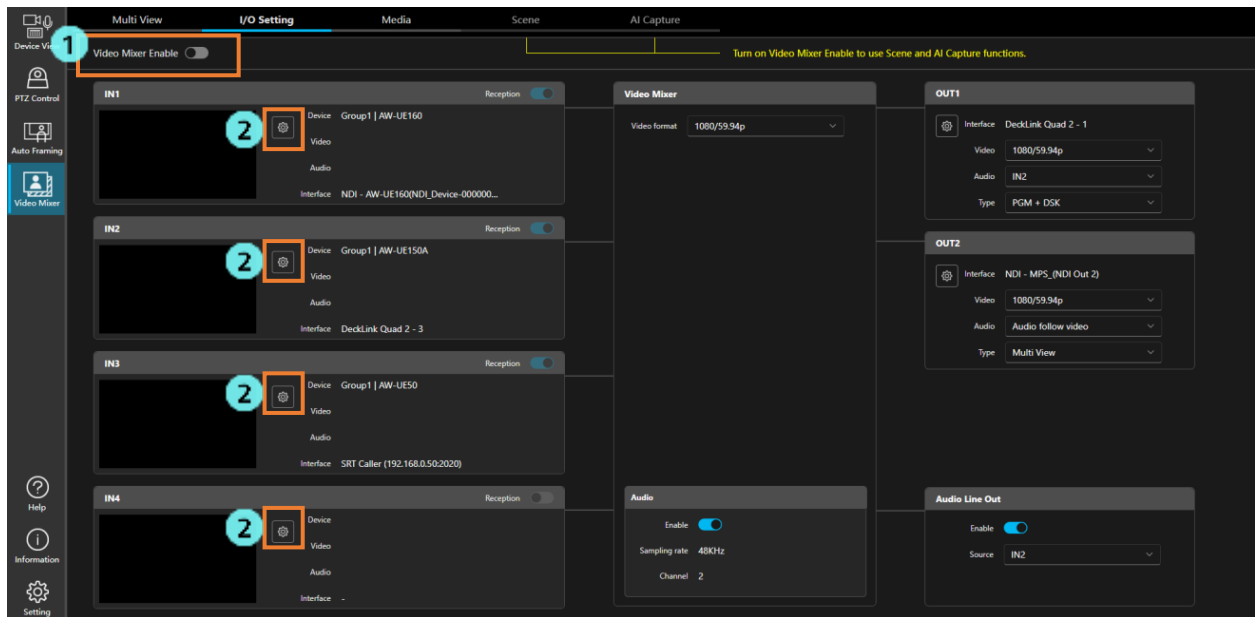 Multi View
I/O Setting
Media
Scene
AI Capture
Device Vie
1
Video Mixer Enable
Turn on Video Mixer Enable to use Scene and AI Capture functions.
PTZ Control
Auto Framing
Video Mixer
Help
Information
Setting
IN1
Reception
2
Device Group1 | AW-UE160
Video
Audio
Interface NDI - AW-UE160(NDI_Device-000000...
IN2
Reception
2
Device Group1 | AW-UE150A
Video
Audio
Interface DeckLink Quad 2 - 3
IN3
Reception
2
Device Group1 | AW-UE50
Video
Audio
Interface SRT Caller (192.168.0.50:2020)
IN4
Reception
2
Device
Video
Audio
Interface -
Video Mixer
Video format 1080/59.94p
Audio
Enable
Sampling rate 48KHz
Channel 2
OUT1
Interface DeckLink Quad 2 - 1
Video 1080/59.94p
Audio IN2
Type PGM + DSK
OUT2
Interface NDI - MPS_(NDI Out 2)
Video 1080/59.94p
Audio Audio follow video
Type Multi View
Audio Line Out
Enable
Source IN2